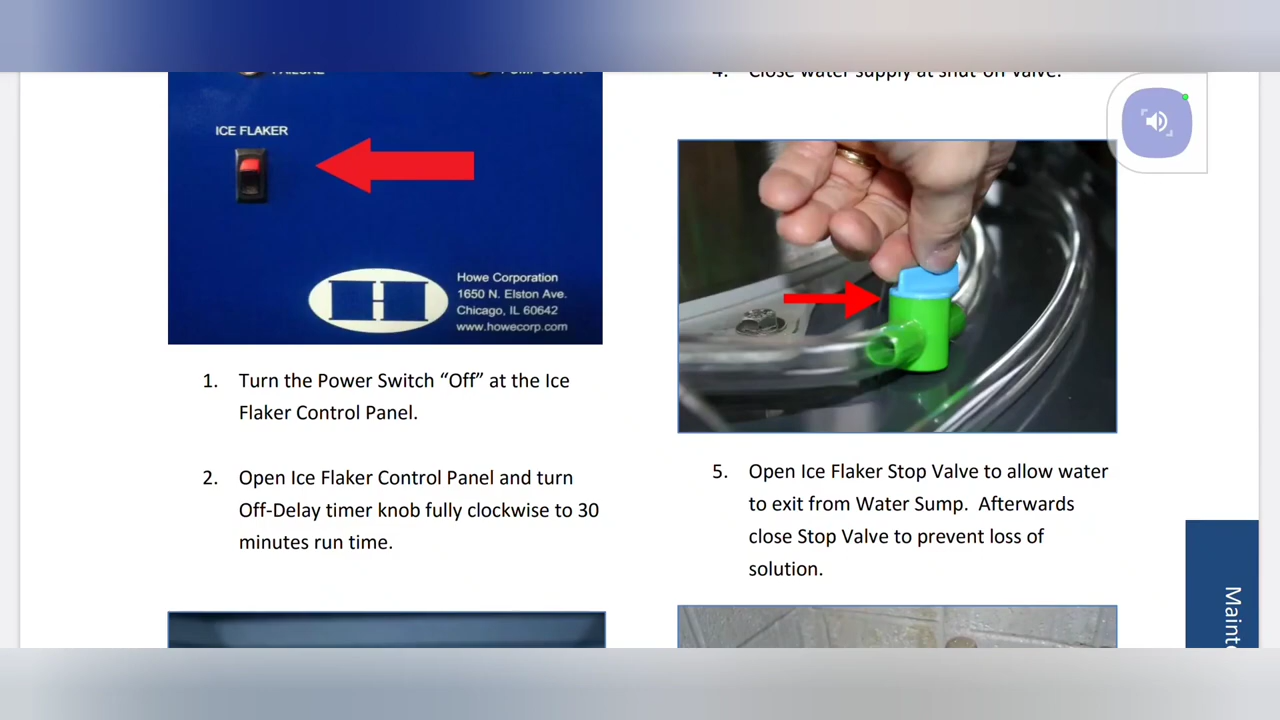 ICE FLAKER
Howe Corporation
1650 N. Elston Ave.
Chicago, IL 60642
www.howecorp.com
1. Turn the Power Switch “Off” at the Ice
Flaker Control Panel.
2. Open Ice Flaker Control Panel and turn
Off-Delay timer knob fully clockwise to 30
minutes run time.
4. Close water supply at shut-off valve.
5. Open Ice Flaker Stop Valve to allow water
to exit from Water Sump. Afterwards
close Stop Valve to prevent loss of
solution.